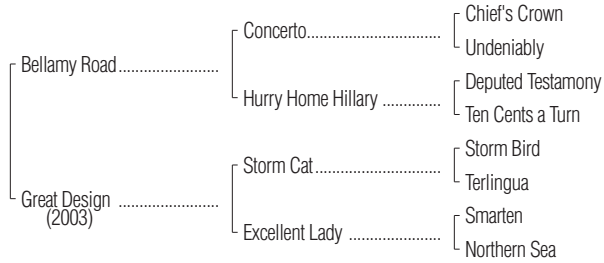 Chief's Crown
Concerto
Undeniably
Bellamy Road
Deputed Testamony
Hurry Home Hillary
Ten Cents a Turn
Storm Bird
Storm Cat
Terlingua
Great Design
(2003)
Smarten
Excellent Lady
Northern Sea